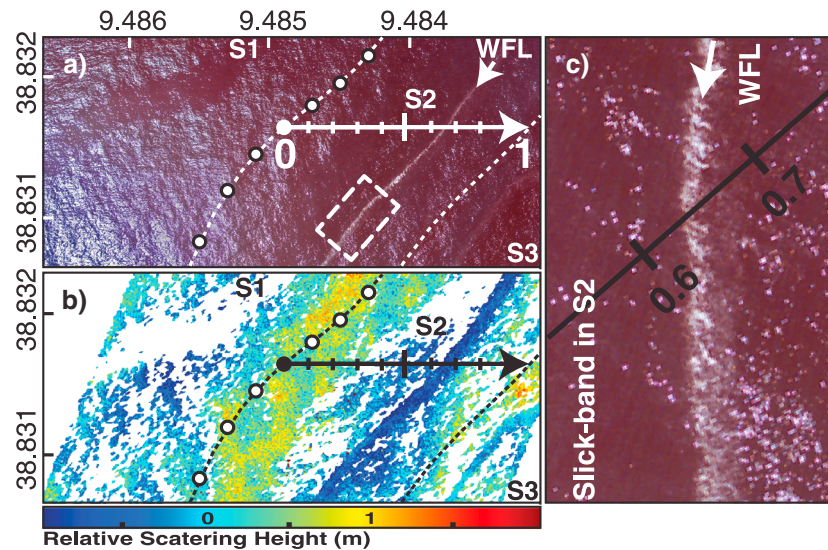 9.486 9.485 9.484
a)
S1
WFL
S2
0 1
S3
38.832
38.831
b)
S1
S2
S3
38.832
38.831
0 1
Relative Scatering Height (m)
c)
WFL
0.7
0.6
Slick-band in S2